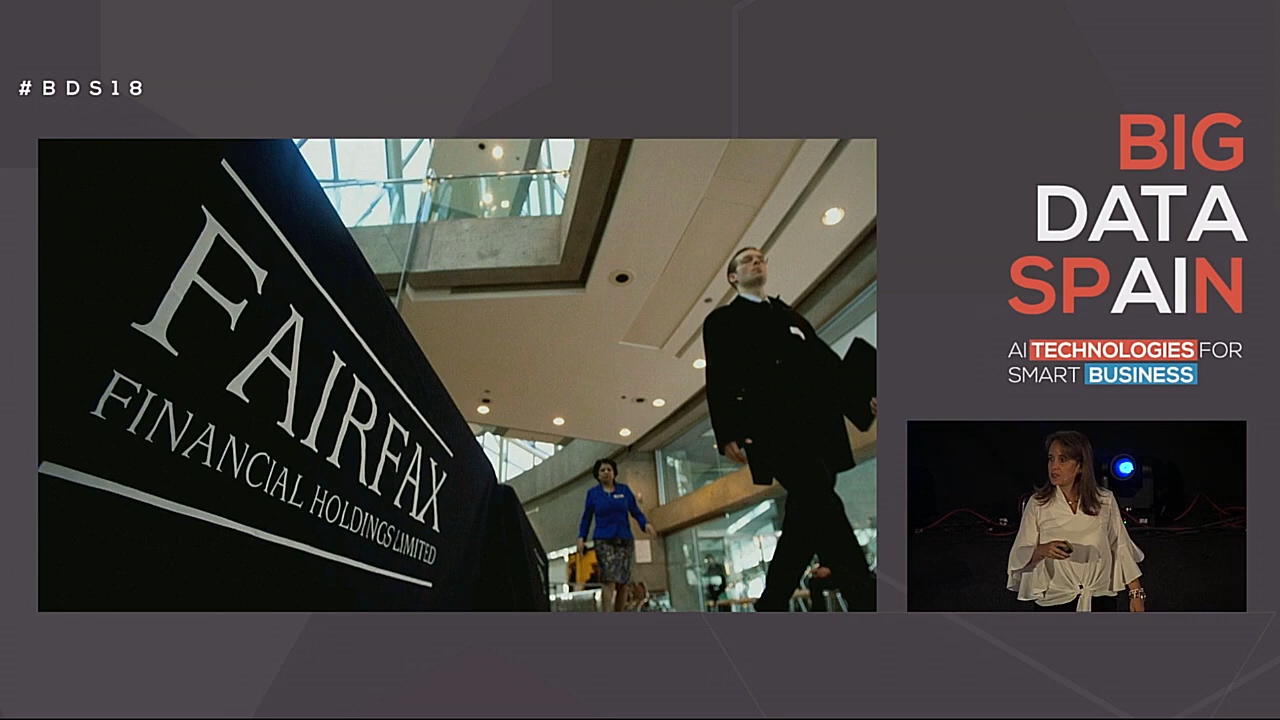 #BDS18
FAIRFAX
FINANCIAL HOLDINGS LIMITED
BIG
DATA
SPAIN
AI TECHNOLOGIES FOR
SMART BUSINESS